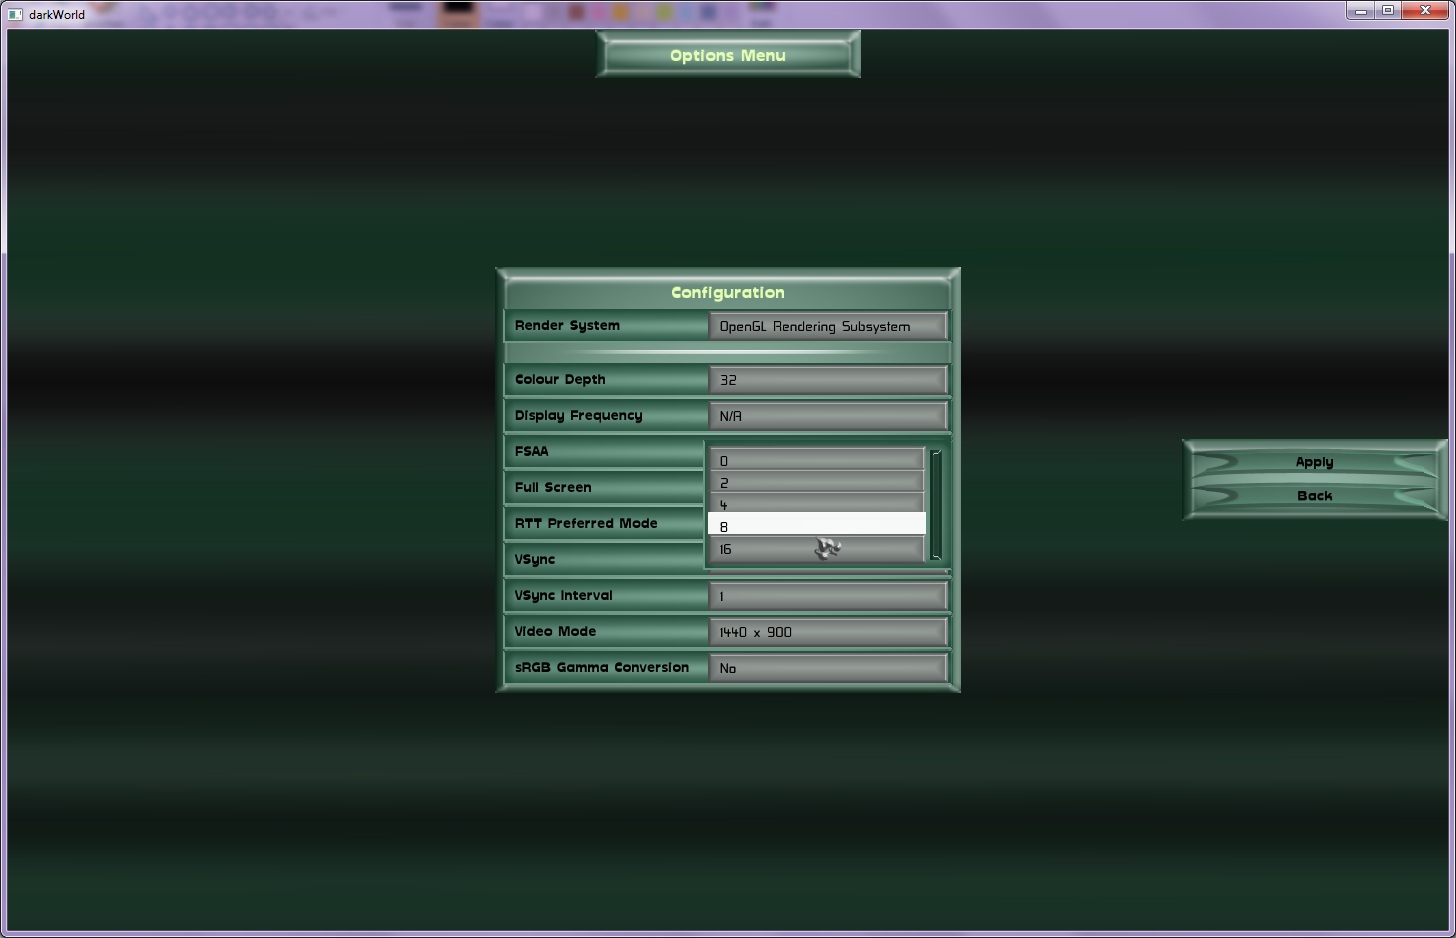 darkWorld
Options Menu
Configuration
Render System OpenGL Rendering Subsystem
Colour Depth 32
Display Frequency N/A
FSAA
0
2
4
8
16
Full Screen
RTT Preferred Mode
VSync
VSync Interval 1
Video Mode 1440 x 900
sRGB Gamma Conversion No
Apply
Back